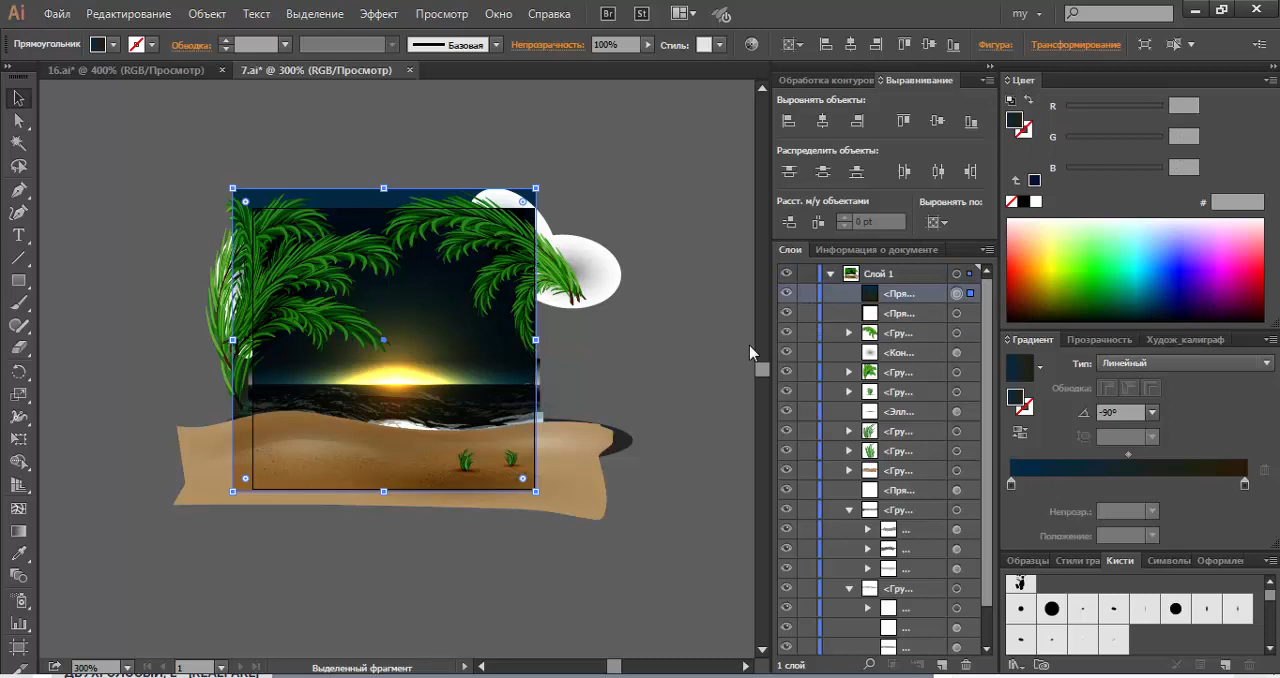 Ai Файл Редактирование Объект Текст Выделение Эффект Просмотр Окно Справка Br St my
Прямоугольник Обводка: Базовая Непрозрачность: 100% Стиль: Фигура: Трансформирование
16.ai* @ 400% (RGB/Просмотр) × 7.ai* @ 300% (RGB/Просмотр) ×
Обработка контуров Выравнивание
Выровнять объекты:
Распределить объекты:
Расст. м/у объектами Выровнять по:
0 pt
Слои Информация о документе
Слой 1
<Пря...
<Пря...
<Гру...
<Кон...
<Гру...
<Гру...
<Элл...
<Гру...
<Гру...
<Гру...
<Пря...
<Гру...
...
...
...
<Гру...
...
...
...
1 слой
Цвет
R
G
B
#
Градиент Прозрачность Худож_каллиграф
Тип: Линейный
Обводка:
-90°
Непрозр.:
Положение:
Образцы Стили гра Кисти Символы Оформле
300% 1 Выделенный фрагмент